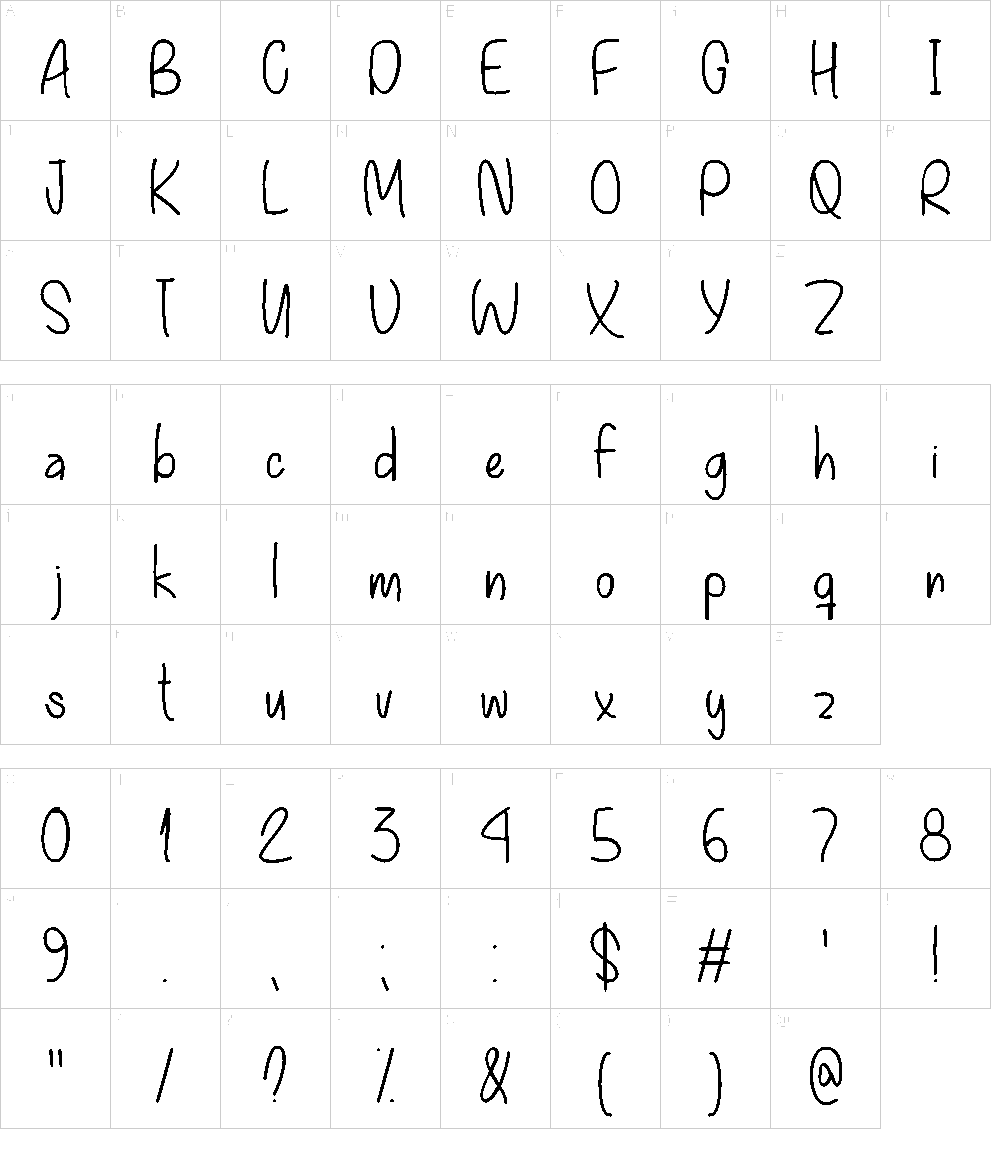 A B C D E F G H I
J K L M N O P Q R
S T U V W X Y Z
a b c d e f g h i
j k l m n o p q r
s t u v w x y z
0 1 2 3 4 5 6 7 8
9 . , ; : $ # ' !
" / ? % & ( ) @